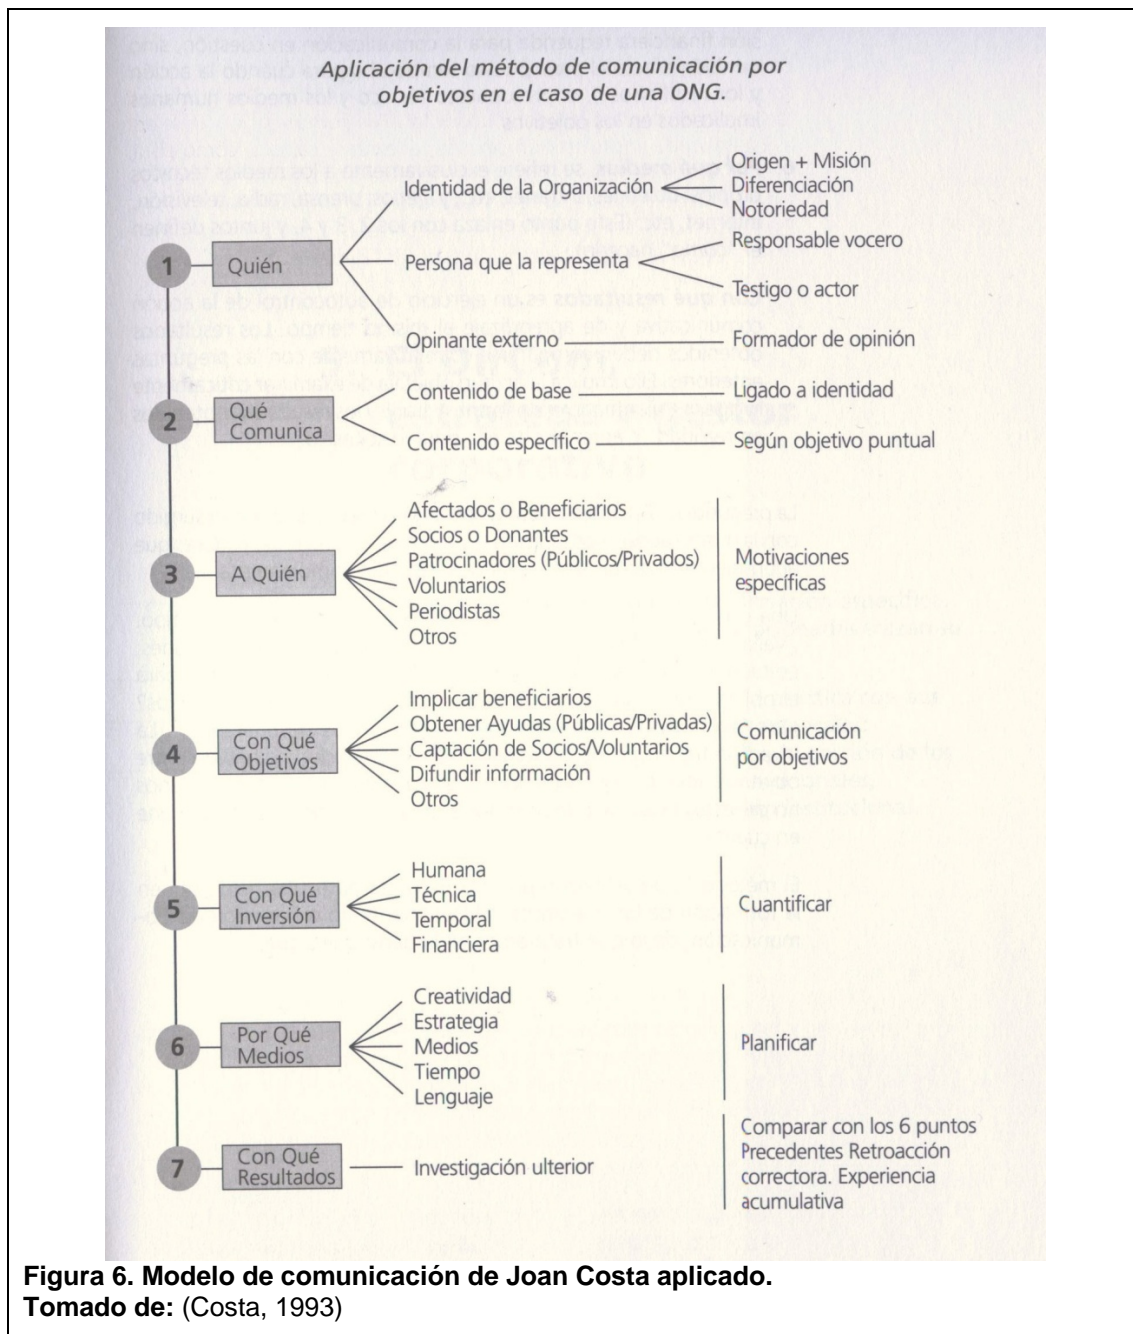 Aplicación del método de comunicación por
objetivos en el caso de una ONG.
1
Quién
Identidad de la Organización
Origen + Misión
Diferenciación
Notoriedad
Persona que la representa
Responsable vocero
Testigo o actor
Opinante externo
Formador de opinión
2
Qué
Comunica
Contenido de base
Ligado a identidad
Contenido específico
Según objetivo puntual
3
A Quién
Afectados o Beneficiarios
Socios o Donantes
Patrocinadores (Públicos/Privados)
Voluntarios
Periodistas
Otros
Motivaciones
específicas
4
Con Qué
Objetivos
Implicar beneficiarios
Obtener Ayudas (Públicas/Privadas)
Captación de Socios/Voluntarios
Difundir información
Otros
Comunicación
por objetivos
5
Con Qué
Inversión
Humana
Técnica
Temporal
Financiera
Cuantificar
6
Por Qué
Medios
Creatividad
Estrategia
Medios
Tiempo
Lenguaje
Planificar
7
Con Qué
Resultados
Investigación ulterior
Comparar con los 6 puntos
Precedentes Retroacción
correctora. Experiencia
acumulativa
Figura 6. Modelo de comunicación de Joan Costa aplicado.
Tomado de: (Costa, 1993)